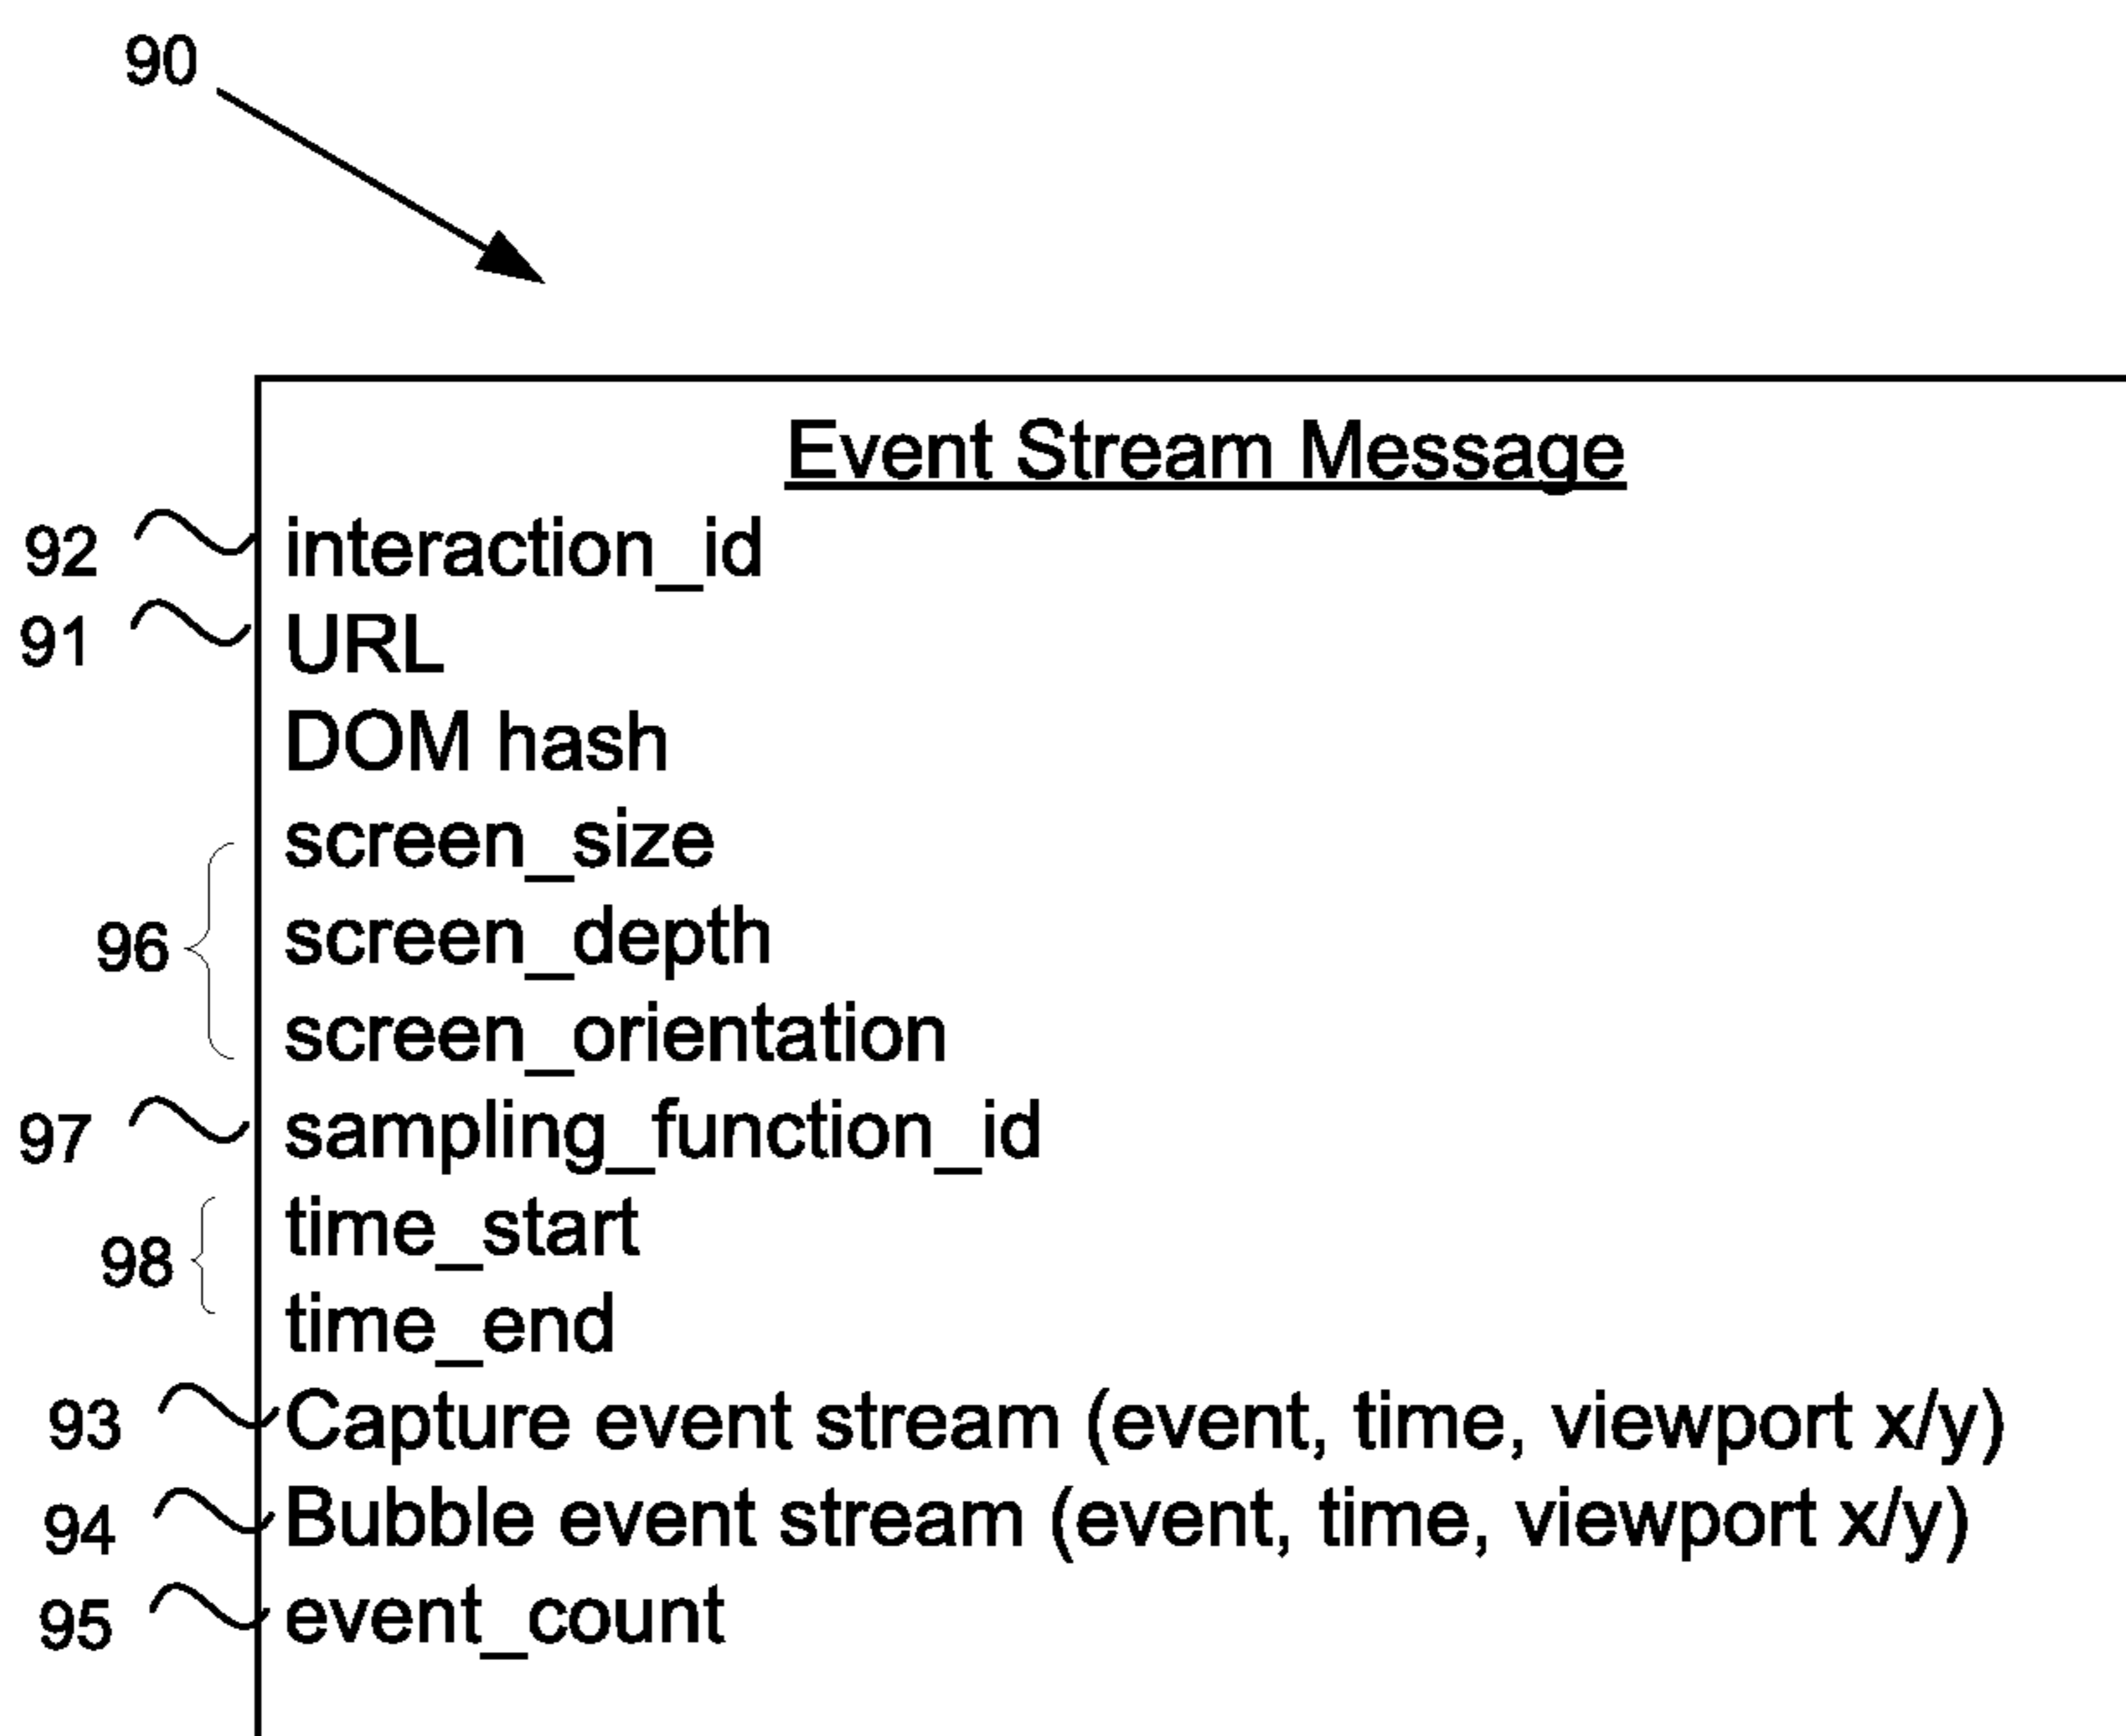 90
Event Stream Message
92 interaction_id
91 URL
DOM hash
screen_size
96 screen_depth
screen_orientation
97 sampling_function_id
98 time_start
time_end
93 Capture event stream (event, time, viewport x/y)
94 Bubble event stream (event, time, viewport x/y)
95 event_count